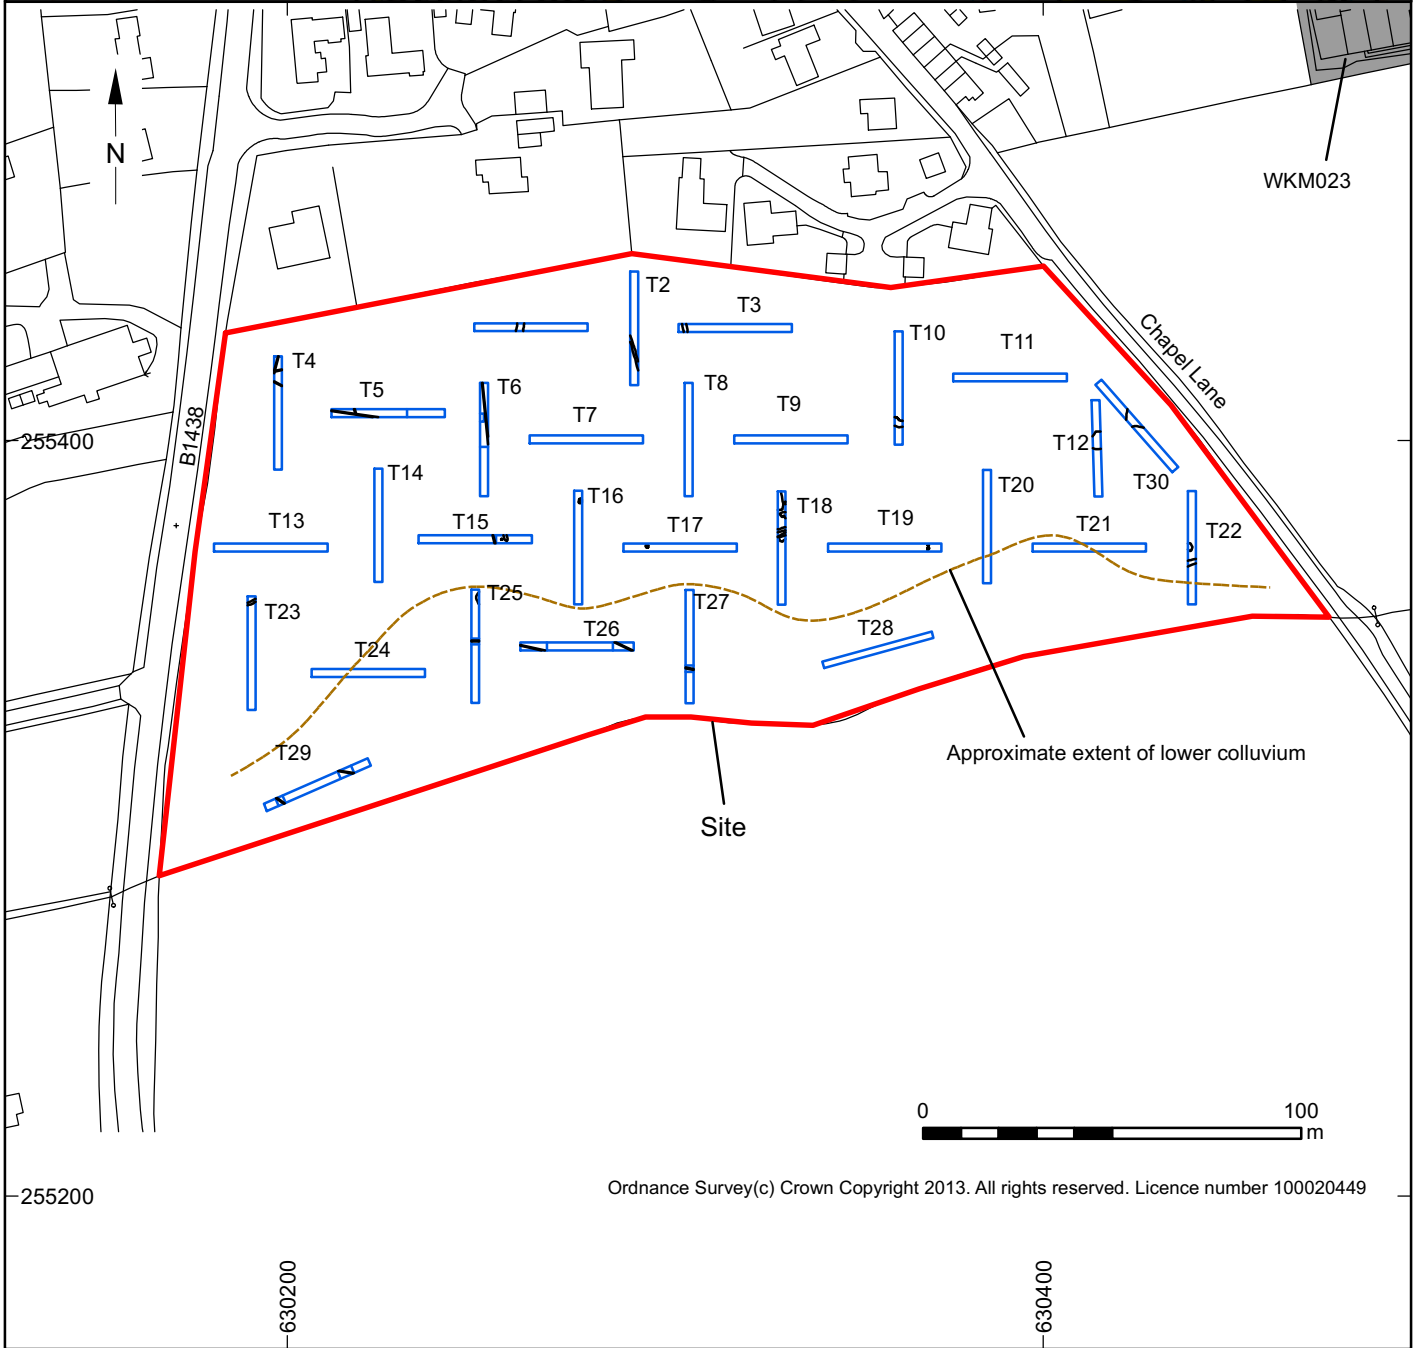 N
WKM023
T2
T3
T10
T11
Chapel Lane
T4
T5
T6
T8
T7
T9
B1438
255400
T12
T30
T14
T16
T18
T20
T13
T15
T17
T19
T21
T22
T23
T25
T27
T26
T28
T24
T29
Approximate extent of lower colluvium
Site
0 100
m
Ordnance Survey(c) Crown Copyright 2013. All rights reserved. Licence number 100020449
255200
630200
630400